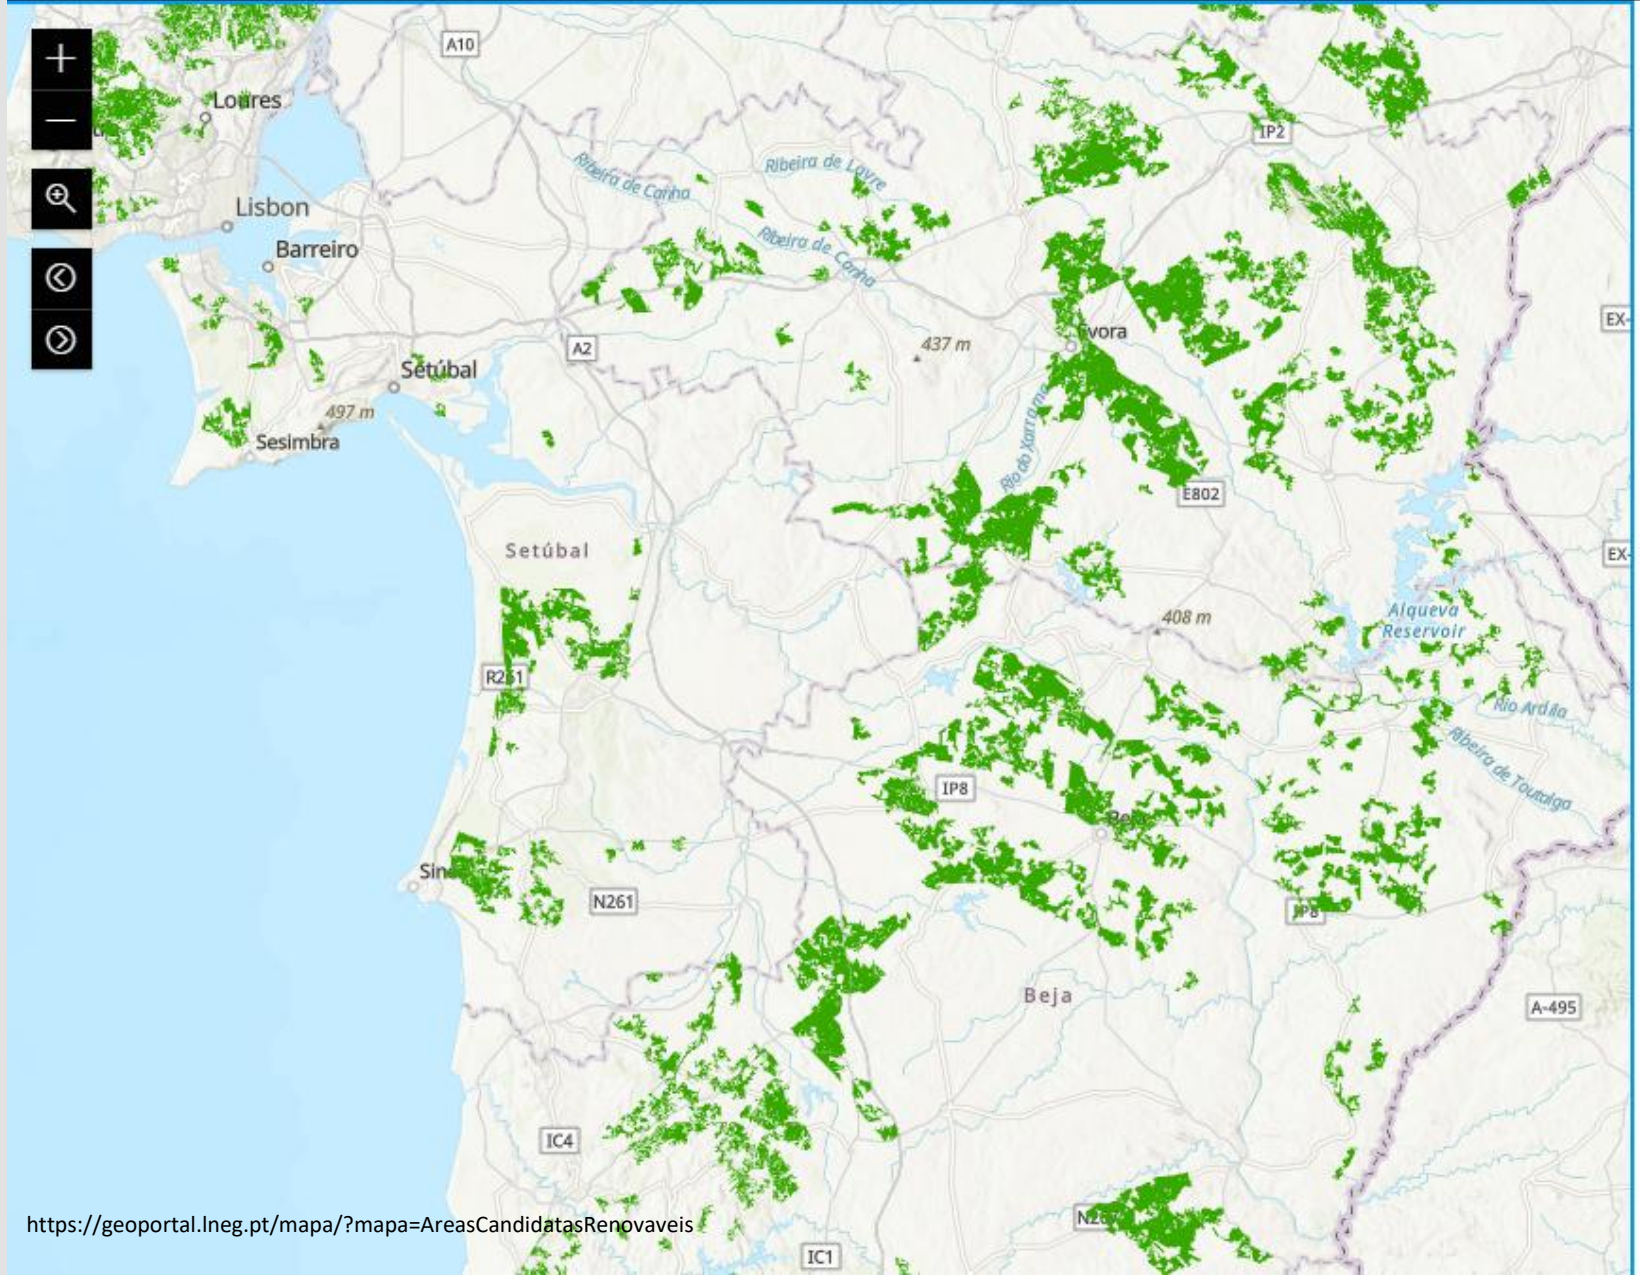 A10
Loures
IP2
Ribeira de Canha
Ribeira de Lavre
Lisbon
Barreiro
Ribeira de Canha
EX-
A2
437 m
Évora
Setúbal
497 m
Sesimbra
Rio do Xarrama
E802
Setúbal
EX-
408 m
Alqueva
Reservoir
R261
Rio Ardila
Ribeira de Toutalga
IP8
Beja
N261
IP8
Beja
A-495
IC4
https://geoportal.lneg.pt/mapa/?mapa=AreasCandidatasRenovaveis
IC1